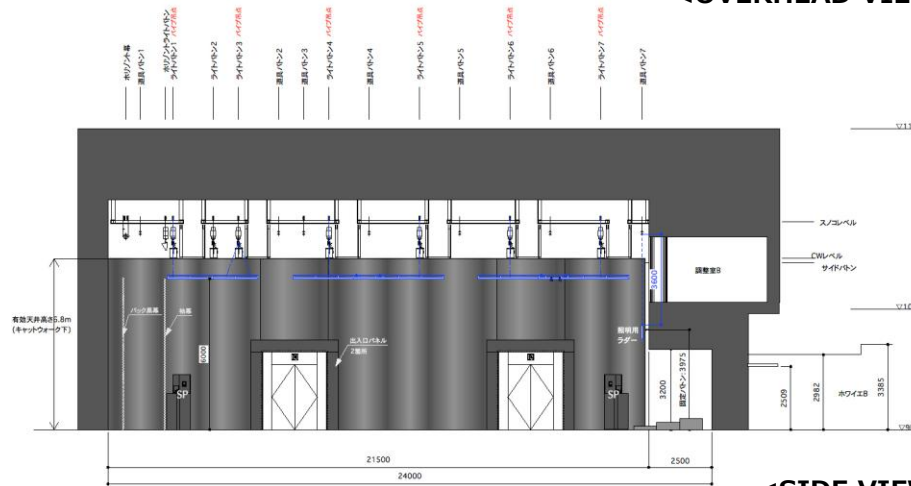 <OVERHEAD VIE
ホリゾント幕
道具バトン1
ホリゾントライトバトン
ライトバトン1 パイプ吊点
ライトバトン2
ライトバトン3 パイプ吊点
道具バトン2
道具バトン3
ライトバトン4 パイプ吊点
道具バトン4
ライトバトン5 パイプ吊点
道具バトン5
ライトバトン6 パイプ吊点
道具バトン6
ライトバトン7 パイプ吊点
道具バトン7
▽11
スノコレベル
CWレベル
サイドバトン
調整室B
3600
有効天井高さ5.8m
(キャットウォーク下)
バック黒幕
袖幕
6000
出入口パネル
2箇所
照明用
ラダー
▽10
SP
SP
3200
固定バトン:3975
2509
2982
ホワイエB
3385
21500
2500
24000
<SIDE VIEW